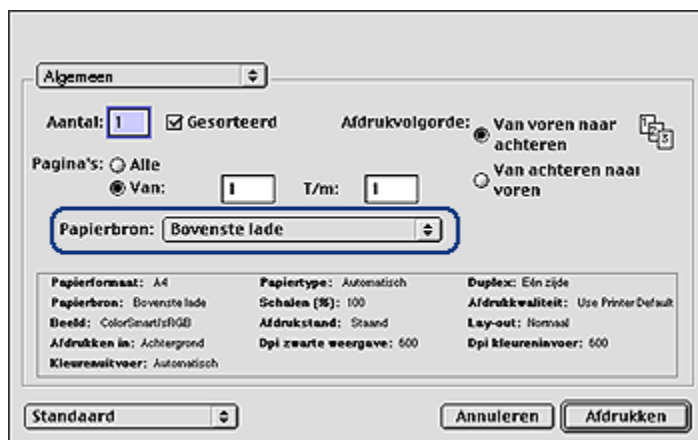 Algemeen
Aantal: 1 Gesorteerd Afdrukvolgorde: Van voren naar
achteren
1 2 3
Pagina's: Alle
Van: 1 T/m: 1
Van achteren naar
voren
Papierbron: Bovenste lade
Papierformaat: A4 Papiertype: Automatisch Duplex: Eén zijde
Papierbron: Bovenste lade Schalen (%): 100 Afdrukkwaliteit: Use Printer Default
Beeld: ColorSmart/sRGB Afdrukstand: Staand Lay-out: Normaal
Afdrukken in: Achtergrond Dpi zwarte weergave: 600 Dpi kleureninvoer: 600
Kleurenuitvoer: Automatisch
Standaard Annuleren Afdrukken